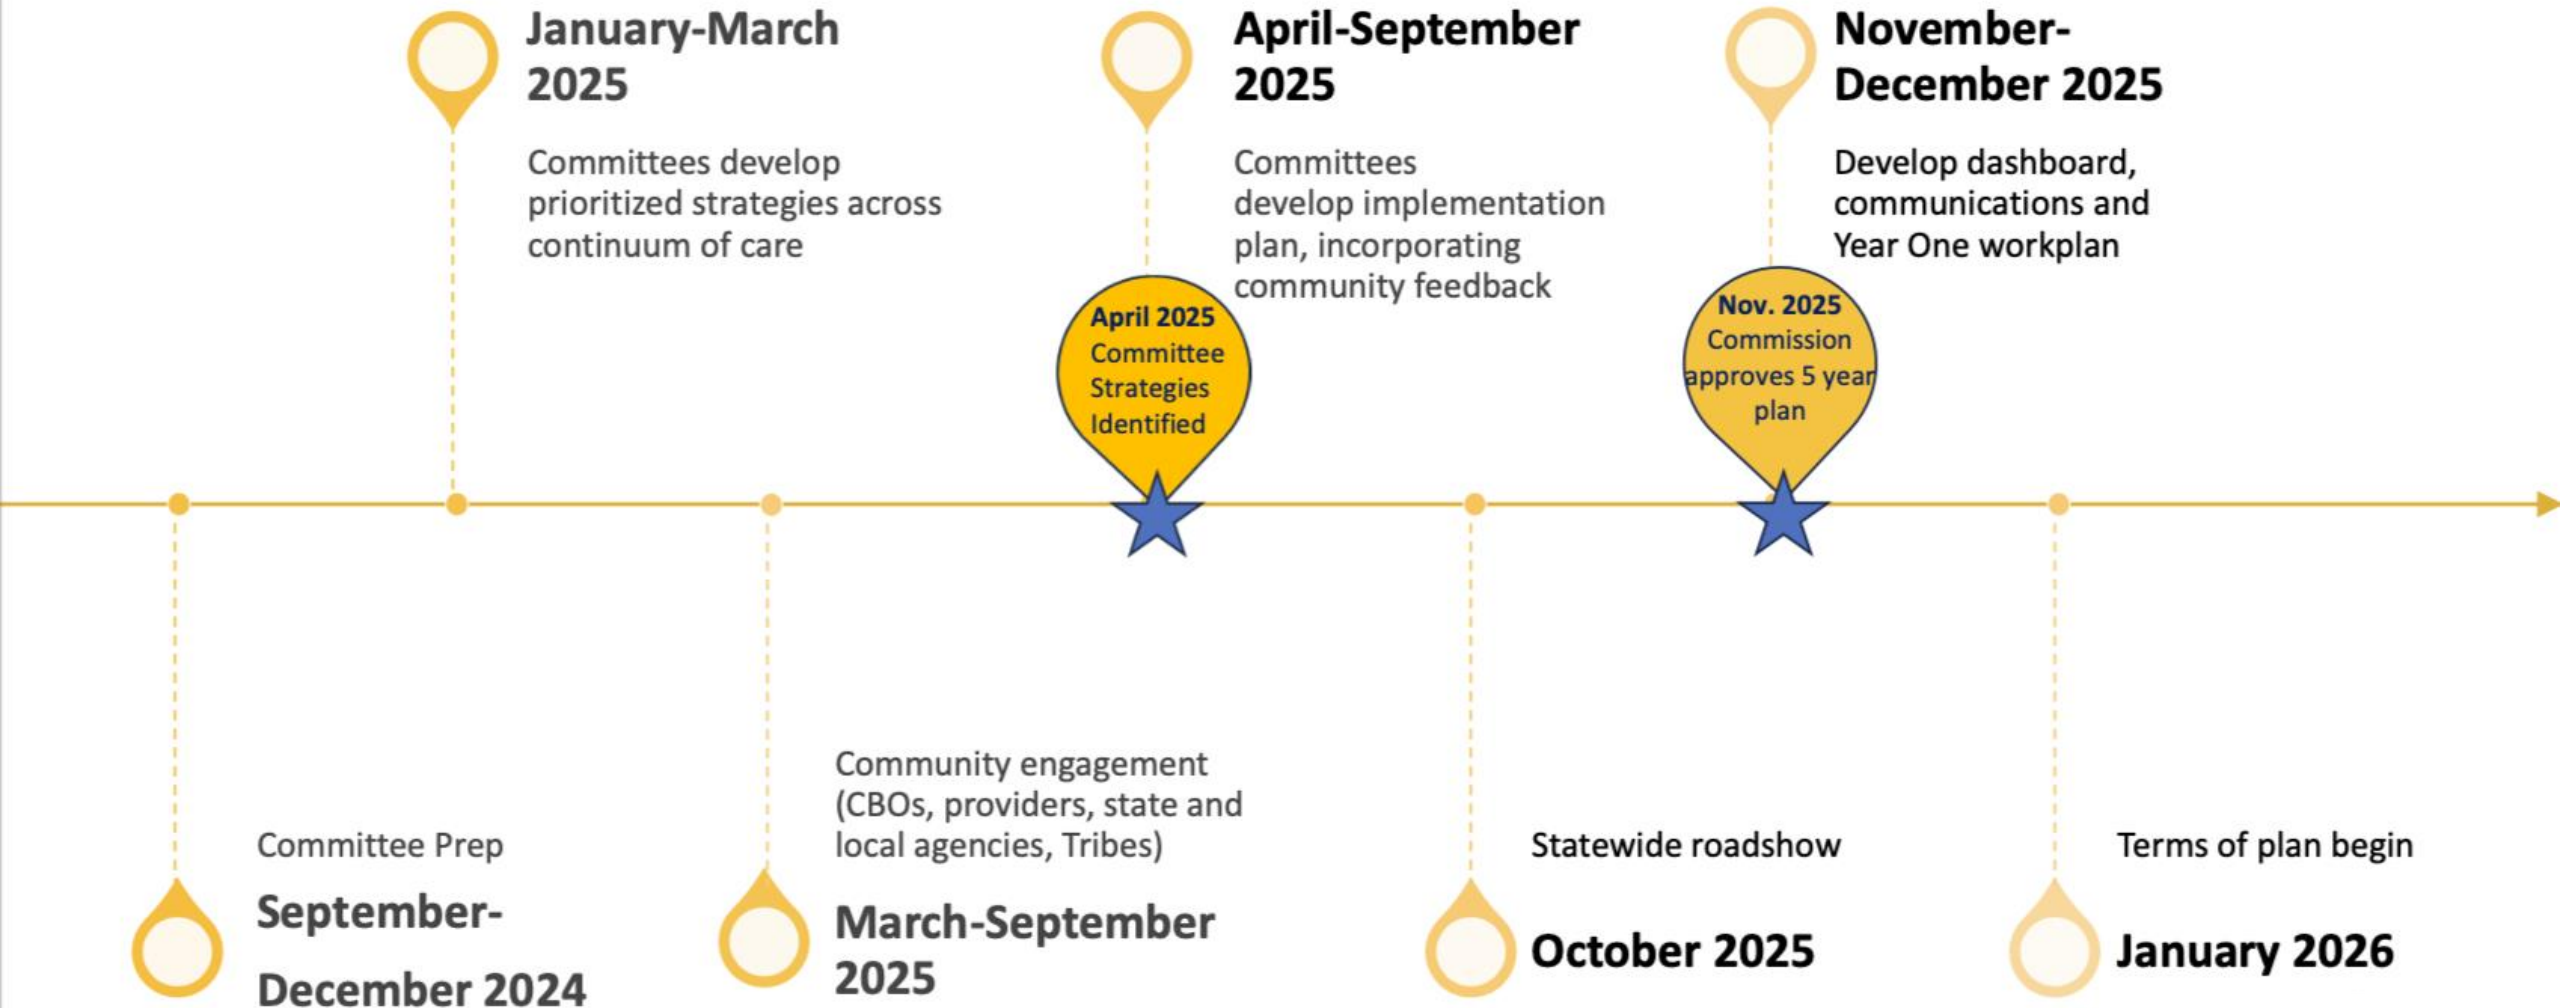 January-March
2025
Committees develop
prioritized strategies across
continuum of care
April-September
2025
Committees
develop implementation
plan, incorporating
community feedback
November-
December 2025
Develop dashboard,
communications and
Year One workplan
April 2025
Committee
Strategies
Identified
Nov. 2025
Commission
approves 5 year
plan
Committee Prep
September-
December 2024
Community engagement
(CBOs, providers, state and
local agencies, Tribes)
March-September
2025
Statewide roadshow
October 2025
Terms of plan begin
January 2026